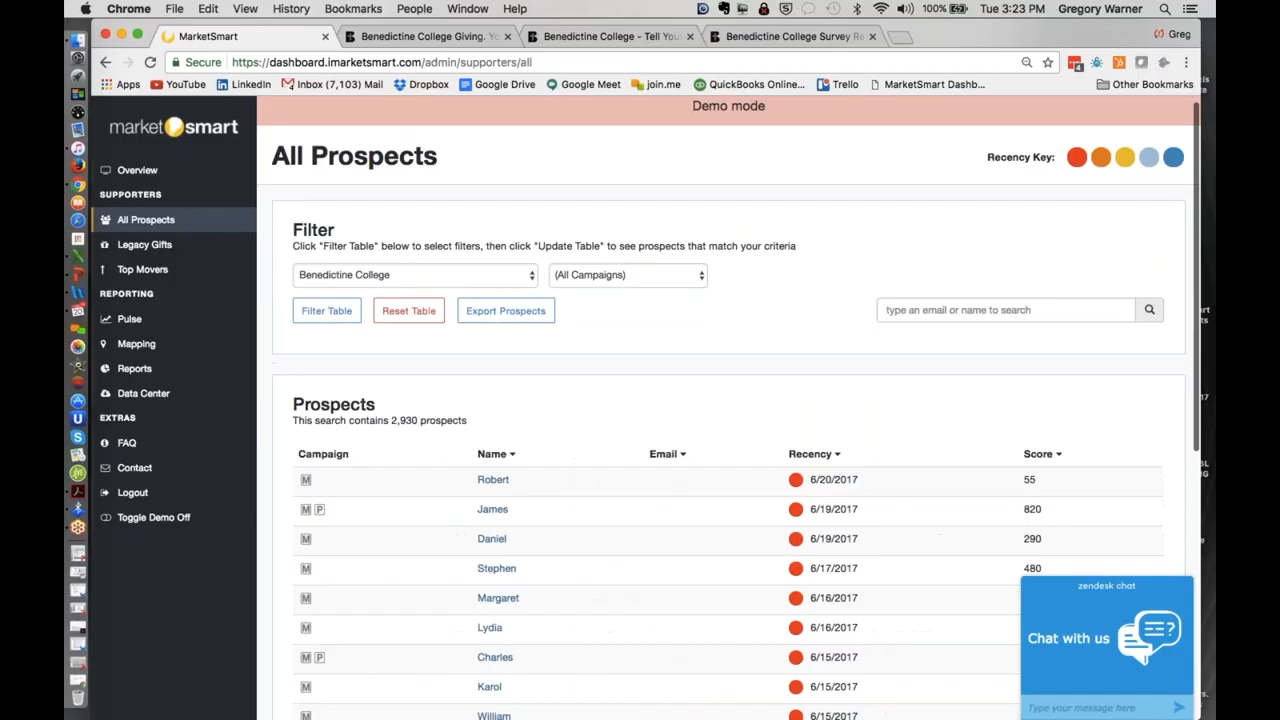 Chrome File Edit View History Bookmarks People Window Help 100% Tue 3:23 PM Gregory Warner
MarketSmart Benedictine College Giving. Yo Benedictine College - Tell You Benedictine College Survey Re Greg
Secure https://dashboard.imarketsmart.com/admin/supporters/all
Apps YouTube LinkedIn Inbox (7,103) Mail Dropbox Google Drive Google Meet join.me QuickBooks Online... Trello MarketSmart Dashb... Other Bookmarks
Demo mode
market smart
Overview
SUPPORTERS
All Prospects
Legacy Gifts
Top Movers
REPORTING
Pulse
Mapping
Reports
Data Center
EXTRAS
FAQ
Contact
Logout
Toggle Demo Off
All Prospects
Recency Key:
Filter
Click "Filter Table" below to select filters, then click "Update Table" to see prospects that match your criteria
Benedictine College (All Campaigns)
Filter Table Reset Table Export Prospects type an email or name to search
Prospects
This search contains 2,930 prospects
Campaign Name Email Recency Score
M Robert 6/20/2017 55
M P James 6/19/2017 820
M Daniel 6/19/2017 290
M Stephen 6/17/2017 480
M Margaret 6/16/2017
M Lydia 6/16/2017
M P Charles 6/15/2017
M Karol 6/15/2017
M William 6/15/2017
zendesk chat
Chat with us
Type your message here